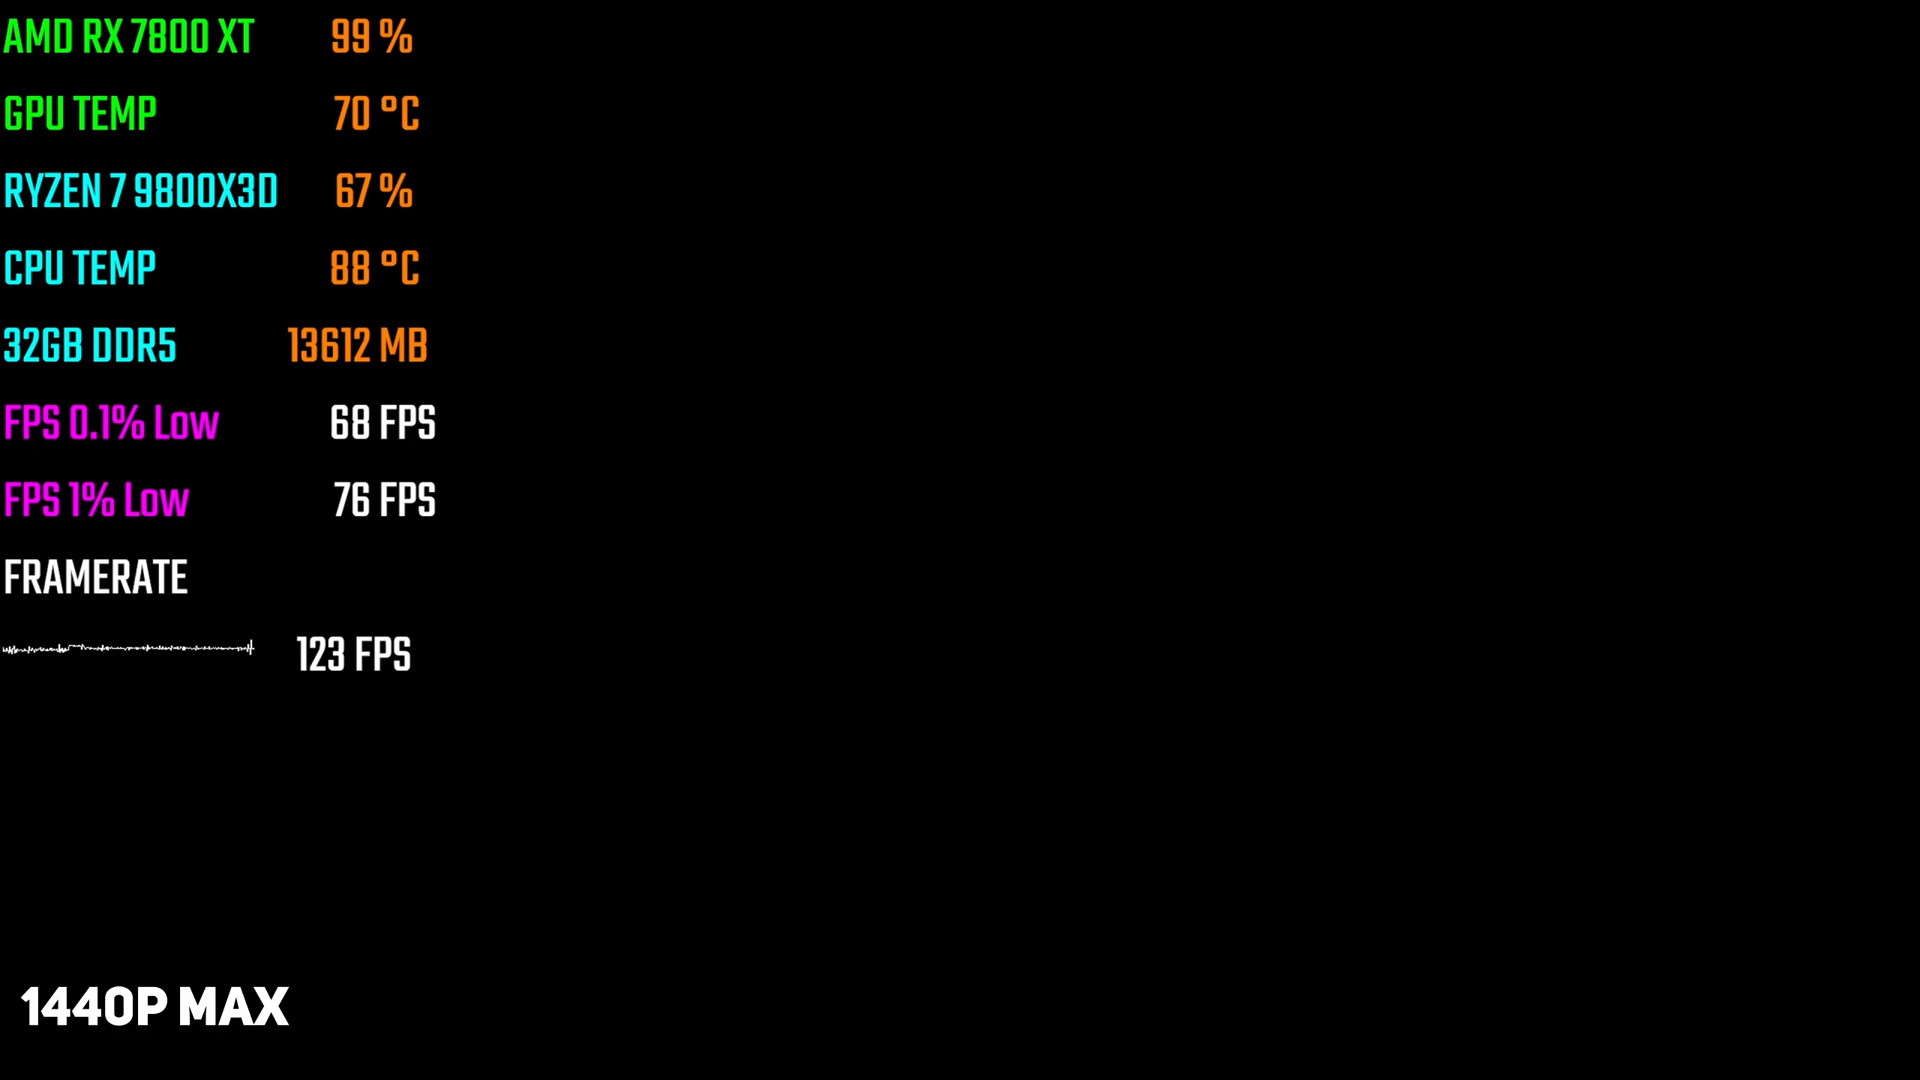 AMD RX 7800 XT 99 %
GPU TEMP 70 °C
RYZEN 7 9800X3D 67 %
CPU TEMP 88 °C
32GB DDR5 13612 MB
FPS 0.1% Low 68 FPS
FPS 1% Low 76 FPS
FRAMERATE
123 FPS
1440P MAX